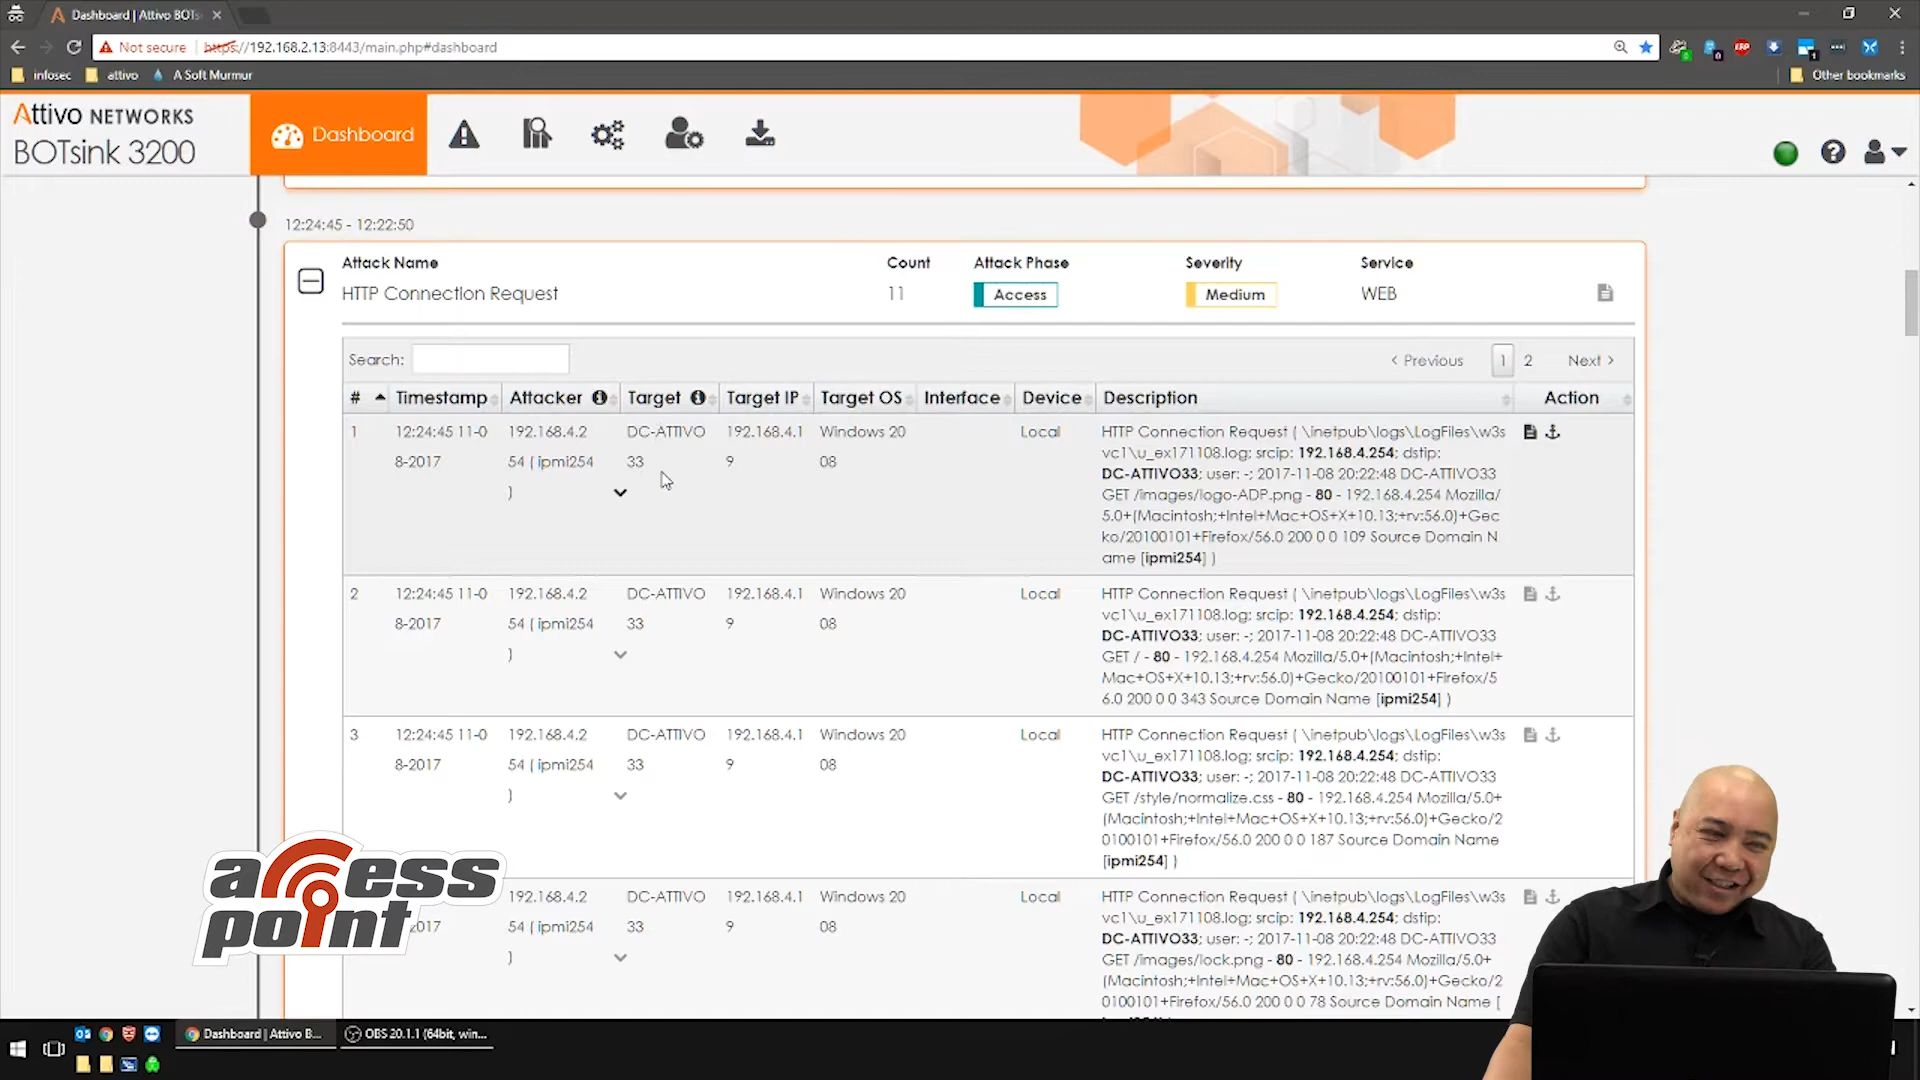 Dashboard | Attivo BOTs
Not secure | https://192.168.2.13:8443/main.php#dashboard
infosec attivo A Soft Murmur Other bookmarks
Attivo NETWORKS
BOTsink 3200
Dashboard
12:24:45 - 12:22:50
Attack Name Count Attack Phase Severity Service
HTTP Connection Request 11 Access Medium WEB
Search: < Previous 1 2 Next >
# Timestamp Attacker Target Target IP Target OS Interface Device Description Action
1 12:24:45 11-0 192.168.4.2 DC-ATTIVO 192.168.4.1 Windows 20 Local HTTP Connection Request ( \inetpub\logs\LogFiles\w3s
8-2017 54 ( ipmi254 33 9 08 vc1\u_ex171108.log; srcip: 192.168.4.254; dstip:
) DC-ATTIVO33; user: -; 2017-11-08 20:22:48 DC-ATTIVO33
GET /images/logo-ADP.png - 80 - 192.168.4.254 Mozilla/
5.0+(Macintosh;+Intel+Mac+OS+X+10.13;+rv:56.0)+Gec
ko/20100101+Firefox/56.0 200 0 0 109 Source Domain N
ame [ipmi254] )
2 12:24:45 11-0 192.168.4.2 DC-ATTIVO 192.168.4.1 Windows 20 Local HTTP Connection Request ( \inetpub\logs\LogFiles\w3s
8-2017 54 ( ipmi254 33 9 08 vc1\u_ex171108.log; srcip: 192.168.4.254; dstip:
) DC-ATTIVO33; user: -; 2017-11-08 20:22:48 DC-ATTIVO33
GET / - 80 - 192.168.4.254 Mozilla/5.0+(Macintosh;+Intel+
Mac+OS+X+10.13;+rv:56.0)+Gecko/20100101+Firefox/5
6.0 200 0 0 343 Source Domain Name [ipmi254] )
3 12:24:45 11-0 192.168.4.2 DC-ATTIVO 192.168.4.1 Windows 20 Local HTTP Connection Request ( \inetpub\logs\LogFiles\w3s
8-2017 54 ( ipmi254 33 9 08 vc1\u_ex171108.log; srcip: 192.168.4.254; dstip:
) DC-ATTIVO33; user: -; 2017-11-08 20:22:48 DC-ATTIVO33
GET /style/normalize.css - 80 - 192.168.4.254 Mozilla/5.0+
(Macintosh;+Intel+Mac+OS+X+10.13;+rv:56.0)+Gecko/2
0100101+Firefox/56.0 200 0 0 187 Source Domain Name
[ipmi254] )
192.168.4.2 DC-ATTIVO 192.168.4.1 Windows 20 Local HTTP Connection Request ( \inetpub\logs\LogFiles\w3s
2017 54 ( ipmi254 33 9 08 vc1\u_ex171108.log; srcip: 192.168.4.254; dstip:
) DC-ATTIVO33; user: -; 2017-11-08 20:22:48 DC-ATTIVO33
GET /images/lock.png - 80 - 192.168.4.254 Mozilla/5.0+
(Macintosh;+Intel+Mac+OS+X+10.13;+rv:56.0)+Gecko/2
0100101+Firefox/56.0 200 0 0 78 Source Domain Name [
access
point
Dashboard | Attivo B... OBS 20.1.1 (64bit, win...